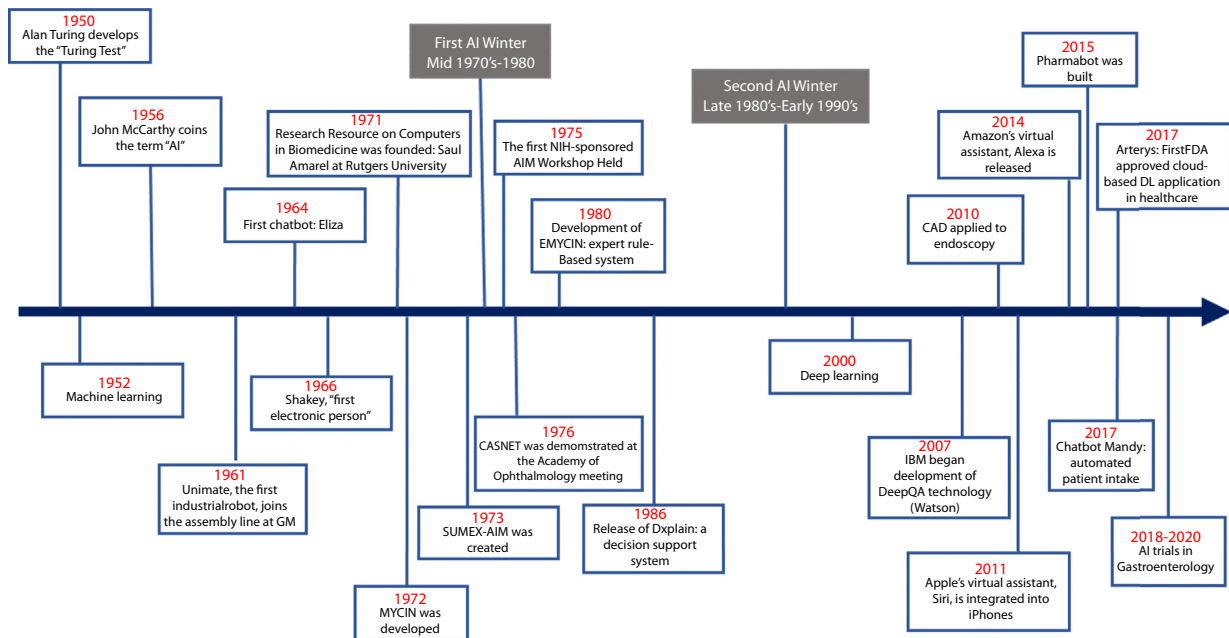 1950
Alan Turing develops
the “Turing Test”
1956
John McCarthy coins
the term “AI”
1964
First chatbot: Eliza
1971
Research Resource on Computers
in Biomedicine was founded: Saul
Amarel at Rutgers University
First AI Winter
Mid 1970’s-1980
1975
The first NIH-sponsored
AIM Workshop Held
1980
Development of
EMYCIN: expert rule-
Based system
Second AI Winter
Late 1980’s-Early 1990’s
2010
CAD applied to
endoscopy
2014
Amazon’s virtual
assistant, Alexa is
released
2015
Pharmabot was
built
2017
Arterys: FirstFDA
approved cloud-
based DL application
in healthcare
1952
Machine learning
1961
Unimate, the first
industrialrobot, joins
the assembly line at GM
1966
Shakey, “first
electronic person”
1972
MYCIN was
developed
1973
SUMEX-AIM was
created
1976
CASNET was demomstrated at
the Academy of
Ophthalmology meeting
1986
Release of Dxplain: a
decision support
system
2000
Deep learning
2007
IBM began
deelopment of
DeepQA technology
(Watson)
2011
Apple’s virtual assistant,
Siri, is integrated into
iPhones
2017
Chatbot Mandy:
automated
patient intake
2018-2020
AI trials in
Gastroenterology